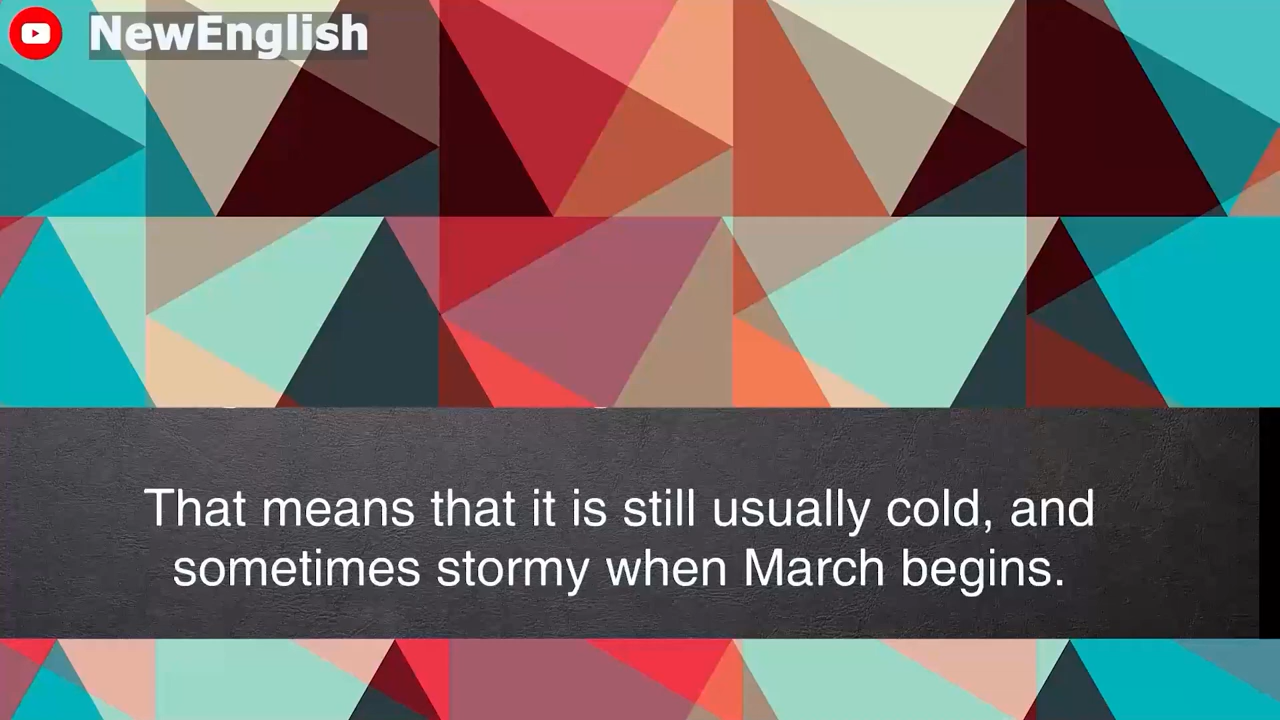 NewEnglish
That means that it is still usually cold, and
sometimes stormy when March begins.